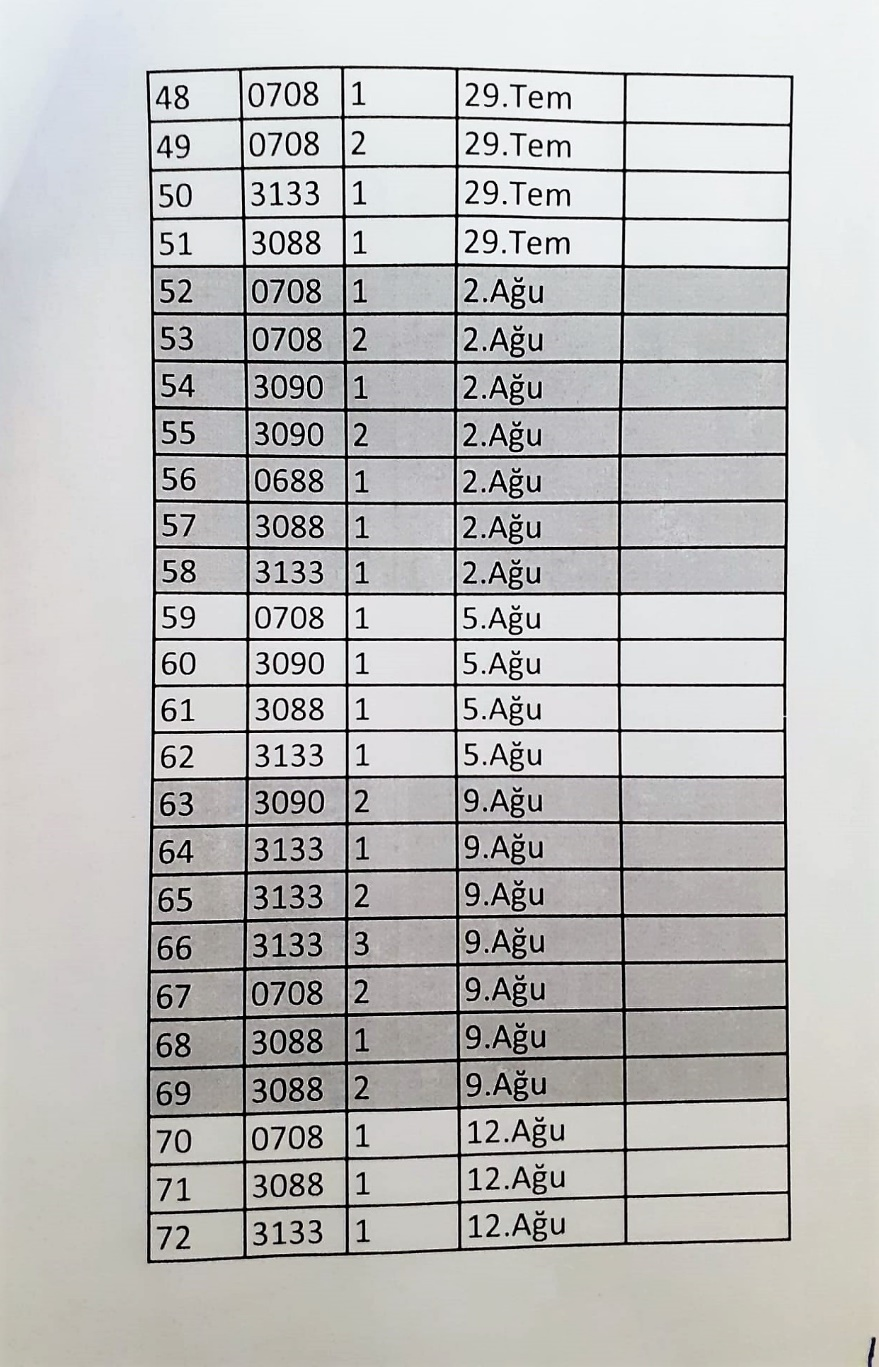 48 0708 1 29.Tem
49 0708 2 29.Tem
50 3133 1 29.Tem
51 3088 1 29.Tem
52 0708 1 2.Ağu
53 0708 2 2.Ağu
54 3090 1 2.Ağu
55 3090 2 2.Ağu
56 0688 1 2.Ağu
57 3088 1 2.Ağu
58 3133 1 2.Ağu
59 0708 1 5.Ağu
60 3090 1 5.Ağu
61 3088 1 5.Ağu
62 3133 1 5.Ağu
63 3090 2 9.Ağu
64 3133 1 9.Ağu
65 3133 2 9.Ağu
66 3133 3 9.Ağu
67 0708 2 9.Ağu
68 3088 1 9.Ağu
69 3088 2 9.Ağu
70 0708 1 12.Ağu
71 3088 1 12.Ağu
72 3133 1 12.Ağu